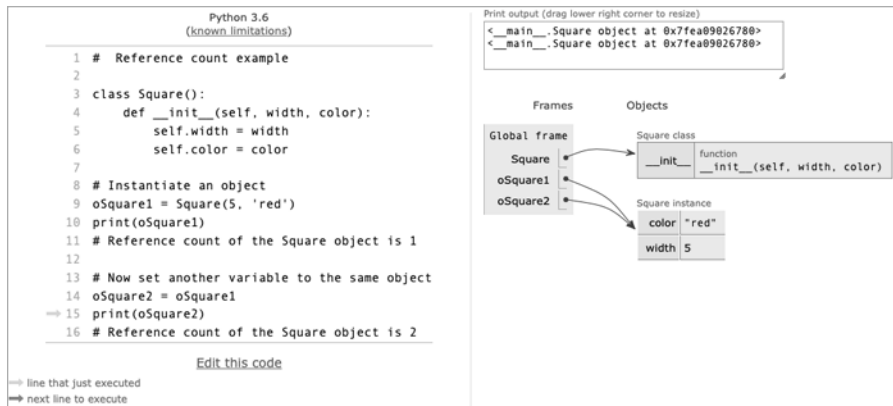 Python 3.6
(known limitations)
1 #  Reference count example
2
3 class Square():
4     def __init__(self, width, color):
5         self.width = width
6         self.color = color
7
8 # Instantiate an object
9 oSquare1 = Square(5, 'red')
10 print(oSquare1)
11 # Reference count of the Square object is 1
12
13 # Now set another variable to the same object
14 oSquare2 = oSquare1
15 print(oSquare2)
16 # Reference count of the Square object is 2
Edit this code
line that just executed
next line to execute
Print output (drag lower right corner to resize)
<__main__.Square object at 0x7fea09026780>
<__main__.Square object at 0x7fea09026780>
Frames Objects
Global frame
Square
oSquare1
oSquare2
Square class
__init__ function
__init__(self, width, color)
Square instance
color "red"
width 5